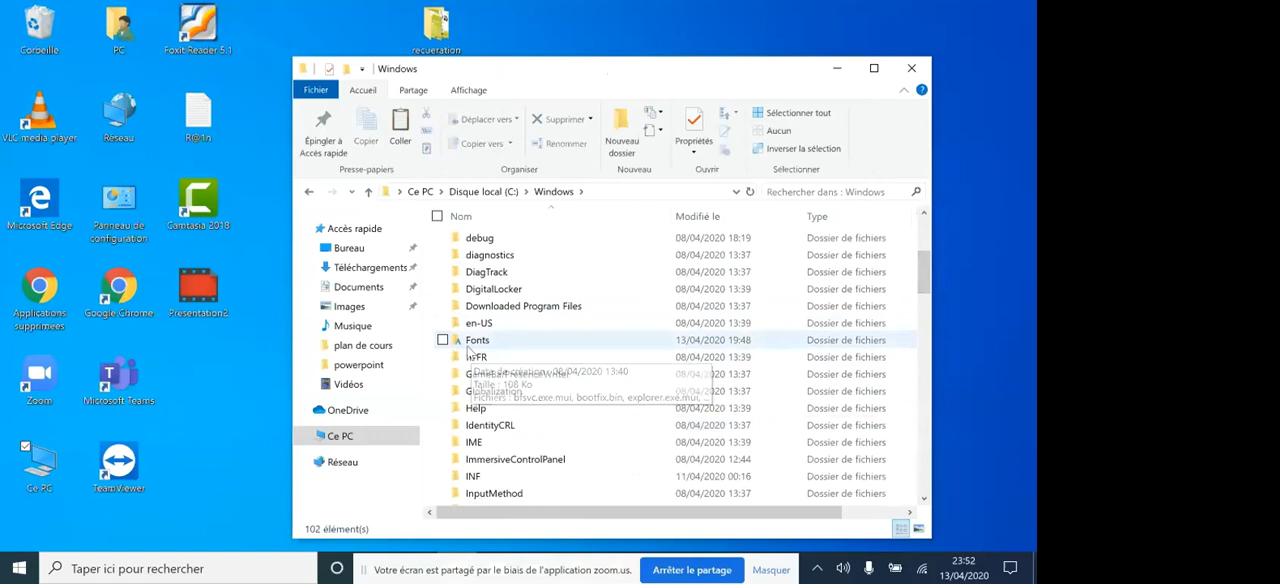 Corbeille
PC
Foxit Reader 5.1
recueration
VLC media player
Réseau
R@1n
Microsoft Edge
Panneau de configuration
Camtasia 2018
Applications supprimées
Google Chrome
Presentation2
Zoom
Microsoft Teams
Ce PC
TeamViewer
Windows
Fichier
Accueil
Partage
Affichage
Épingler à Accès rapide
Copier
Coller
Déplacer vers
Copier vers
Supprimer
Renommer
Nouveau dossier
Propriétés
Sélectionner tout
Aucun
Inverser la sélection
Presse-papiers
Organiser
Nouveau
Ouvrir
Sélectionner
Ce PC > Disque local (C:) > Windows >
Rechercher dans : Windows
Accès rapide
Bureau
Téléchargements
Documents
Images
Musique
plan de cours
powerpoint
Vidéos
OneDrive
Ce PC
Réseau
Nom Modifié le Type
debug 08/04/2020 18:19 Dossier de fichiers
diagnostics 08/04/2020 13:37 Dossier de fichiers
DiagTrack 08/04/2020 13:37 Dossier de fichiers
DigitalLocker 08/04/2020 13:39 Dossier de fichiers
Downloaded Program Files 08/04/2020 13:37 Dossier de fichiers
en-US 08/04/2020 13:39 Dossier de fichiers
Fonts 13/04/2020 19:48 Dossier de fichiers
08/04/2020 13:39 Dossier de fichiers
Date de création : 08/04/2020 13:40
08/04/2020 13:37 Dossier de fichiers
Taille : 108 Ko
Globalization 08/04/2020 13:37 Dossier de fichiers
Fichiers : bfsvc.exe.mui, bootfix.bin, explorer.exe.mui, ...
Help 08/04/2020 13:39 Dossier de fichiers
IdentityCRL 08/04/2020 13:37 Dossier de fichiers
IME 08/04/2020 13:39 Dossier de fichiers
ImmersiveControlPanel 08/04/2020 12:44 Dossier de fichiers
INF 11/04/2020 00:16 Dossier de fichiers
InputMethod 08/04/2020 13:37 Dossier de fichiers
102 élément(s)
Taper ici pour rechercher
Votre écran est partagé par le biais de l'application zoom.us.
Arrêter le partage
Masquer
23:52
13/04/2020